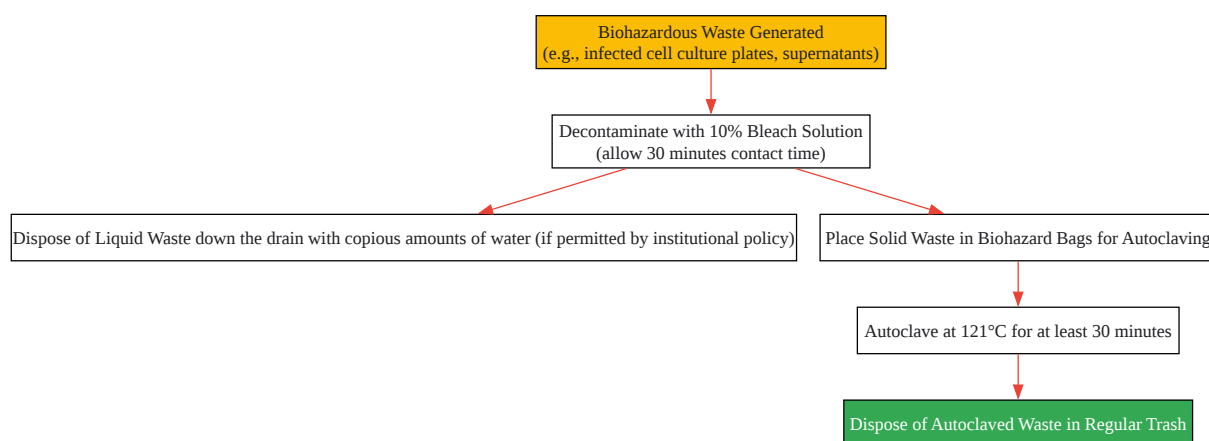 Biohazardous Waste Generated
(e.g., infected cell culture plates, supernatants)
Decontaminate with 10% Bleach Solution
(allow 30 minutes contact time)
Dispose of Liquid Waste down the drain with copious amounts of water (if permitted by institutional policy)
Place Solid Waste in Biohazard Bags for Autoclaving
Autoclave at 121°C for at least 30 minutes
Dispose of Autoclaved Waste in Regular Trash